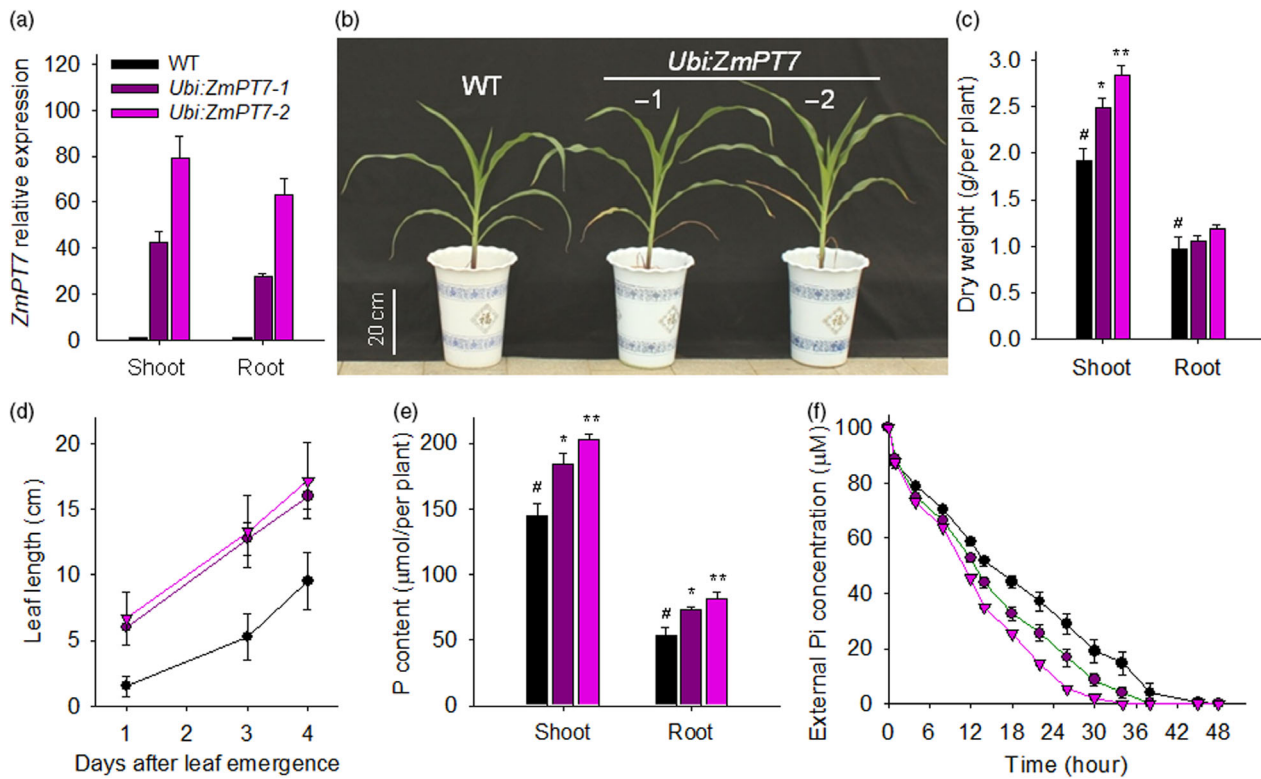 (a)
ZmPT7 relative expression
120
100
80
60
40
20
0
WT
Ubi:ZmPT7-1
Ubi:ZmPT7-2
Shoot Root
(b)
WT
Ubi:ZmPT7
–1 –2
20 cm
福 福 福
(c)
Dry weight (g/per plant)
3.0
2.5
2.0
1.5
1.0
0.5
0.0
# * **
#
Shoot Root
(d)
Leaf length (cm)
20
15
10
5
0
1 2 3 4
Days after leaf emergence
(e)
P content (µmol/per plant)
200
150
100
50
0
# * **
# * **
Shoot Root
(f)
External Pi concentration (µM)
100
80
60
40
20
0
0 6 12 18 24 30 36 42 48
Time (hour)